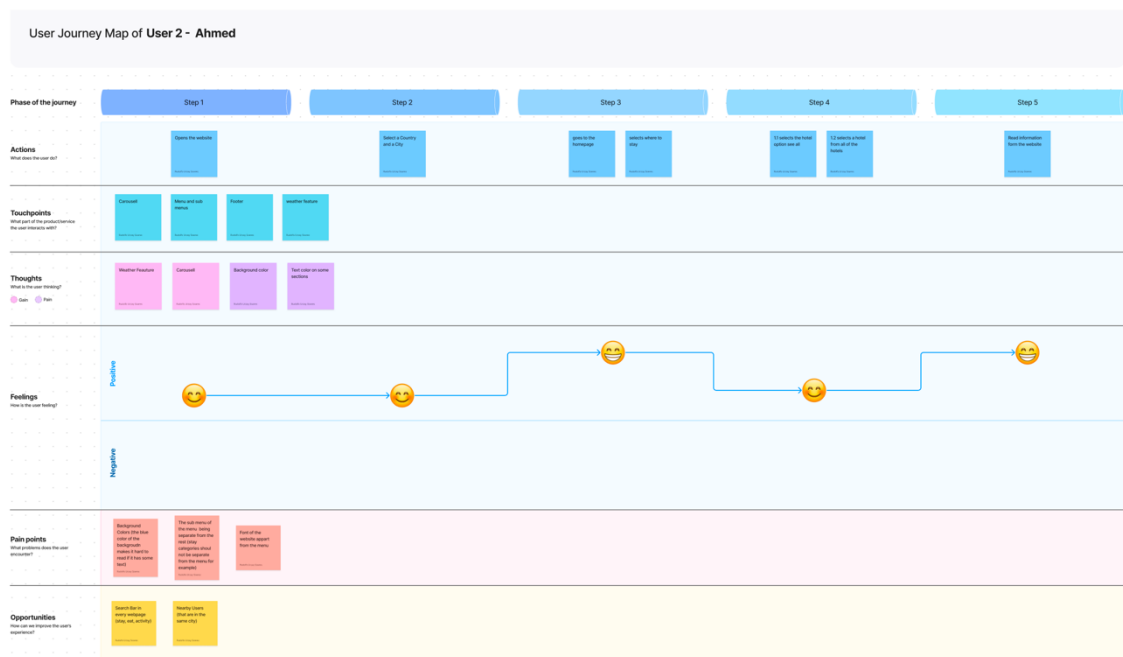 User Journey Map of User 2 - Ahmed
Phase of the journey
Step 1
Step 2
Step 3
Step 4
Step 5
Actions
What does the user do?
Opens the website
Select a Country
and a City
goes to the
homepage
selects where to
stay
1.1 selects the hotel
option see all
1.2 selects a hotel
from all of the
hotels
Read information
form the website
Touchpoints
What part of the product/service
the user interacts with?
Carousell
Menu and sub
menus
Footer
weather feature
Thoughts
What is the user thinking?
Gain
Pain
Weather Feauture
Carousell
Background color
Text color on some
sections
Feelings
How is the user feeling?
Positive
Negative
Pain points
What problems does the user
encounter?
Background
Colors (the blue
color of the
backgroude
makes it hard to
read if it has some
text)
The sub menu of
the menu being
separate from the
rest (stay
categories shoul
not be separate
from the menu for
example)
front of the
website appart
from the menu
Opportunities
How can we improve the user's
experience?
Search Bar in
every webpage
(stay, eat, activity)
Nearby Users
(that are in the
same city)